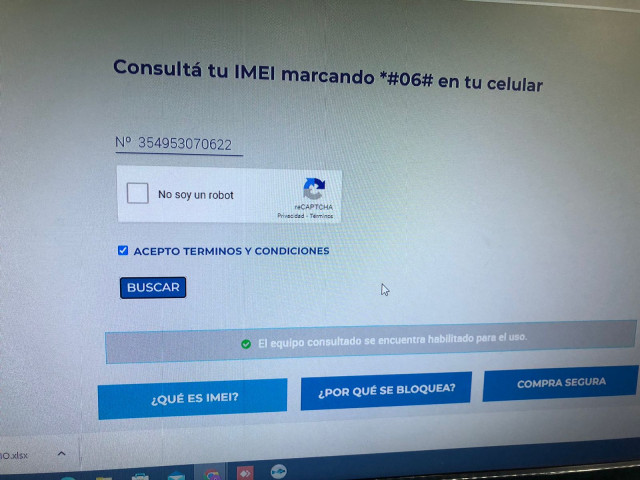 Consultá tu IMEI marcando *#06# en tu celular
Nº 354953070622
No soy un robot
reCAPTCHA
Privacidad - Términos
ACEPTO TERMINOS Y CONDICIONES
BUSCAR
El equipo consultado se encuentra habilitado para el uso.
¿QUÉ ES IMEI?
¿POR QUÉ SE BLOQUEA?
COMPRA SEGURA
IO.xlsx